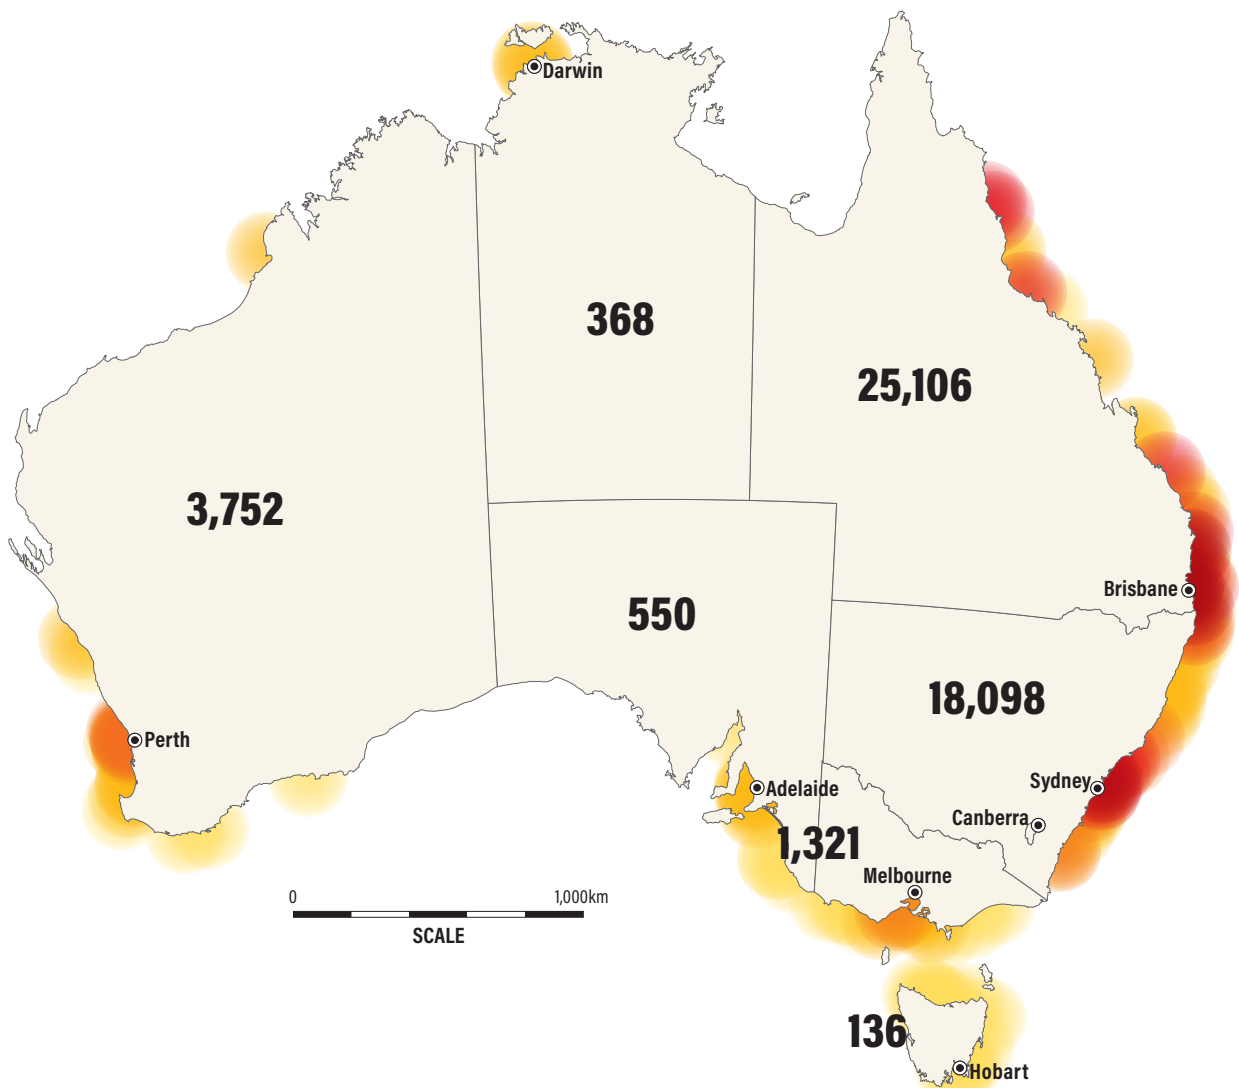 Darwin
368
25,106
3,752
Brisbane
550
18,098
Perth
Sydney
Adelaide
Canberra
1,321
Melbourne
0 1,000km
SCALE
136
Hobart